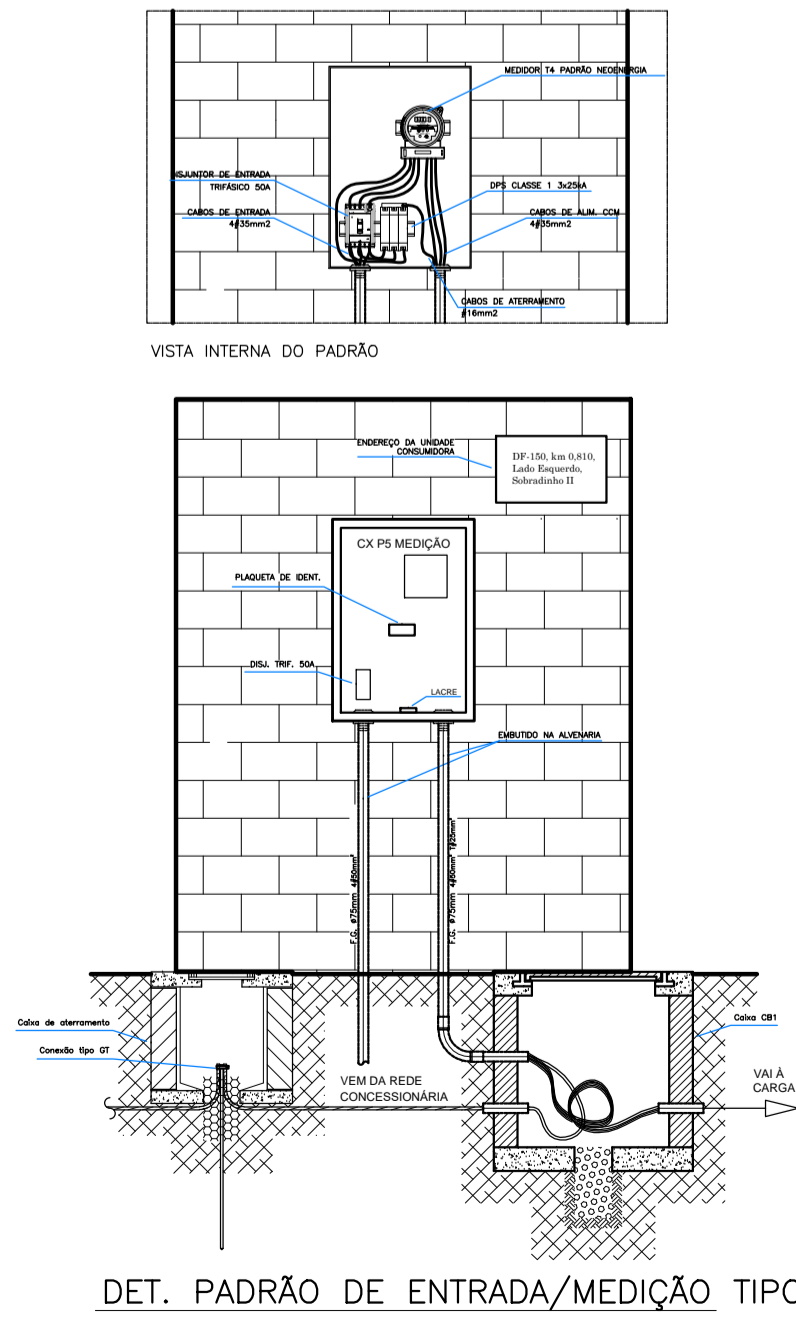 MEDIDOR T4 PADRÃO NEOENERGIA
DISJUNTOR DE ENTRADA
TRIFÁSICO 50A
DPS CLASSE 1 3x25kA
CABOS DE ENTRADA
4#35mm2
CABOS DE ALIM. CCM
4#35mm2
CABOS DE ATERRAMENTO
#16mm2
VISTA INTERNA DO PADRÃO
ENDEREÇO DA UNIDADE
CONSUMIDORA
DF-150, km 0,810,
Lado Esquerdo,
Sobradinho II
CX P5 MEDIÇÃO
PLAQUETA DE IDENT.
DISJ. TRIF. 50A
LACRE
EMBUTIDO NA ALVENARIA
F.G. ø75mm 4#50mm²
F.G. ø75mm 4#50mm² T#25mm²
Caixa de aterramento
Conexão tipo GT
Caixa CB1
VEM DA REDE
CONCESSIONÁRIA
VAI À
CARGA
DET. PADRÃO DE ENTRADA/MEDIÇÃO TIPO